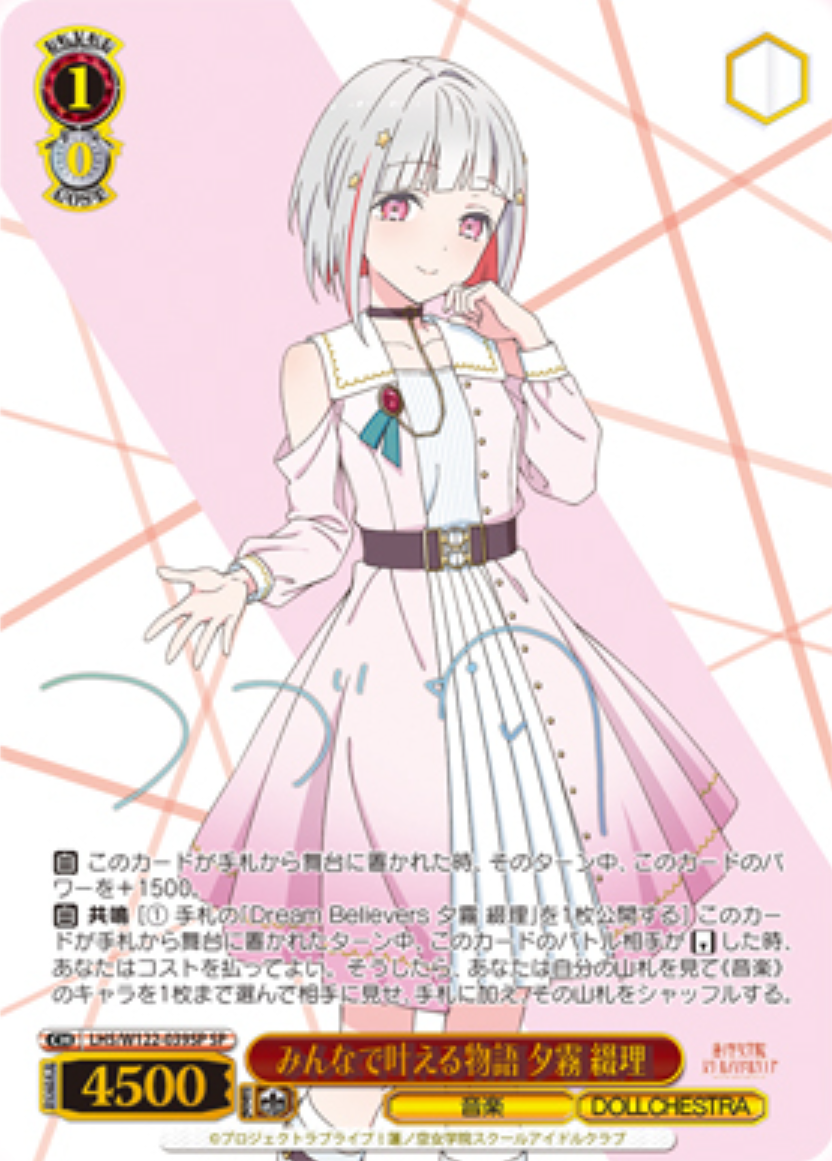 LEVEL
1
0
COST
つづり
自 このカードが手札から舞台に置かれた時、そのターン中、このカードのパ
ワーを＋1500。
自 共鳴［① 手札の「Dream Believers 夕霧 綴理」を1枚公開する］ このカー
ドが手札から舞台に置かれたターン中、このカードのバトル相手が した時、
あなたはコストを払ってよい。そうしたら、あなたは自分の山札を見て《音楽》
のキャラを1枚まで選んで相手に見せ、手札に加え、その山札をシャッフルする。
CH LHS/W122-039SP SP
みんなで叶える物語 夕霧 綴理
POWER 4500
SOUL
音楽 DOLLCHESTRA
©プロジェクトラブライブ！蓮ノ空女学院スクールアイドルクラブ